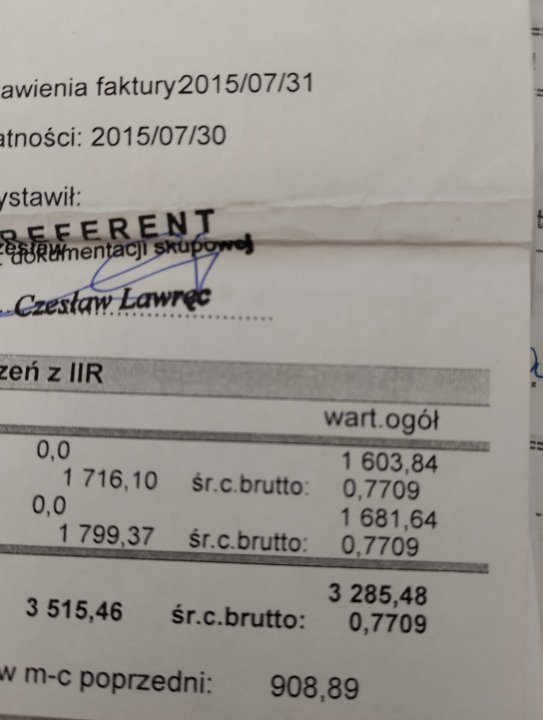 awienia faktury2015/07/31
atności: 2015/07/30
ystawił:
REFERENT
dokumentacji skupowej
Czesław Lawręc
zeń z IIR
wart.ogół
0,0 1 603,84
1 716,10 śr.c.brutto: 0,7709
0,0 1 681,64
1 799,37 śr.c.brutto: 0,7709
3 285,48
3 515,46 śr.c.brutto: 0,7709
w m-c poprzedni: 908,89